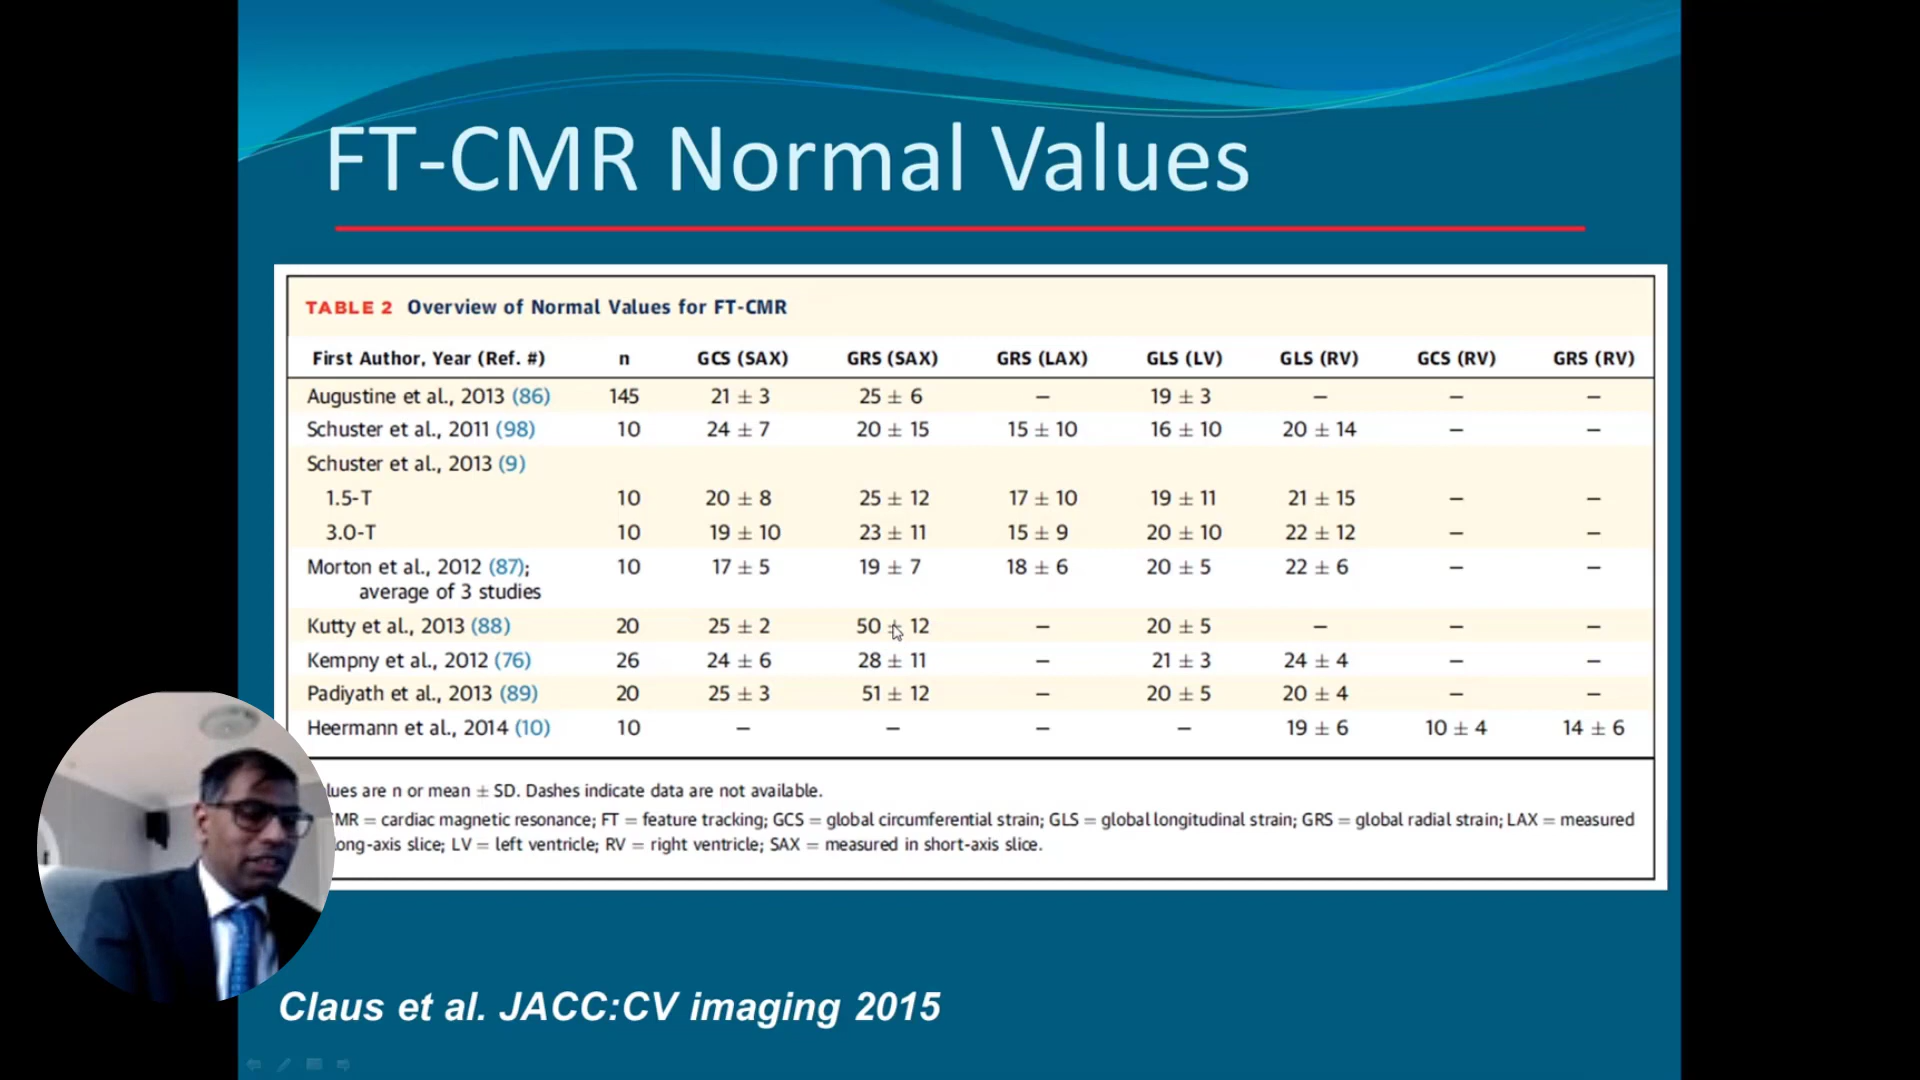 FT-CMR Normal Values
TABLE 2 Overview of Normal Values for FT-CMR
First Author, Year (Ref. #) n GCS (SAX) GRS (SAX) GRS (LAX) GLS (LV) GLS (RV) GCS (RV) GRS (RV)
Augustine et al., 2013 (86) 145 21 ± 3 25 ± 6 – 19 ± 3 – – –
Schuster et al., 2011 (98) 10 24 ± 7 20 ± 15 15 ± 10 16 ± 10 20 ± 14 – –
Schuster et al., 2013 (9)
1.5-T 10 20 ± 8 25 ± 12 17 ± 10 19 ± 11 21 ± 15 – –
3.0-T 10 19 ± 10 23 ± 11 15 ± 9 20 ± 10 22 ± 12 – –
Morton et al., 2012 (87); 10 17 ± 5 19 ± 7 18 ± 6 20 ± 5 22 ± 6 – –
average of 3 studies
Kutty et al., 2013 (88) 20 25 ± 2 50 ± 12 – 20 ± 5 – – –
Kempny et al., 2012 (76) 26 24 ± 6 28 ± 11 – 21 ± 3 24 ± 4 – –
Padiyath et al., 2013 (89) 20 25 ± 3 51 ± 12 – 20 ± 5 20 ± 4 – –
Heermann et al., 2014 (10) 10 – – – – 19 ± 6 10 ± 4 14 ± 6
lues are n or mean ± SD. Dashes indicate data are not available.
MR = cardiac magnetic resonance; FT = feature tracking; GCS = global circumferential strain; GLS = global longitudinal strain; GRS = global radial strain; LAX = measured
ong-axis slice; LV = left ventricle; RV = right ventricle; SAX = measured in short-axis slice.
Claus et al. JACC:CV imaging 2015